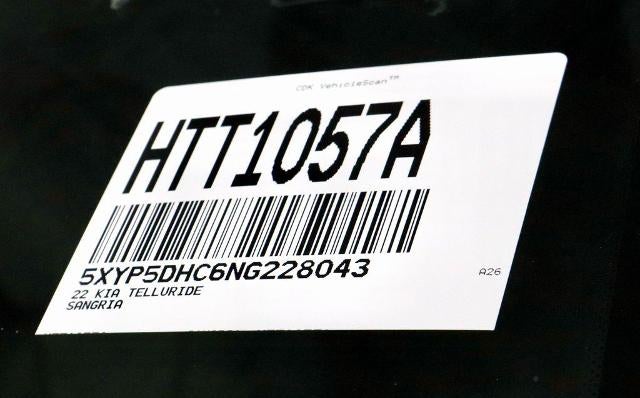 CDK VehicleScan™
HTT1057A
5XYP5DHC6NG228043
22 KIA TELLURIDE
SANGRIA
A26